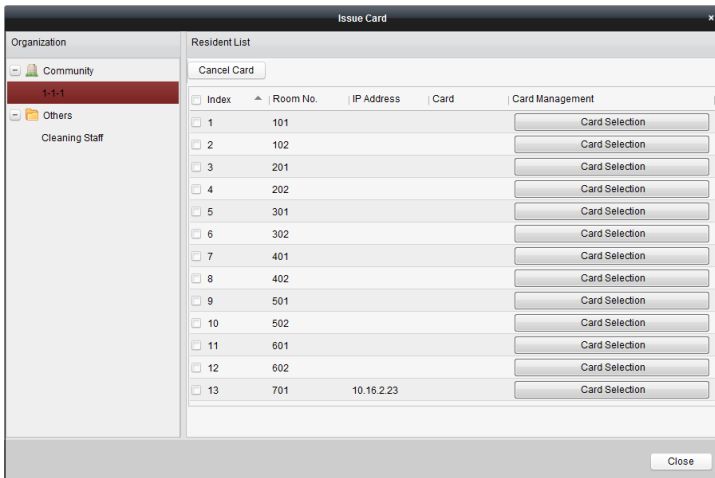 Issue Card
Organization
Community
1-1-1
Others
Cleaning Staff
Resident List
Cancel Card
Index Room No. IP Address Card Card Management
1 101 Card Selection
2 102 Card Selection
3 201 Card Selection
4 202 Card Selection
5 301 Card Selection
6 302 Card Selection
7 401 Card Selection
8 402 Card Selection
9 501 Card Selection
10 502 Card Selection
11 601 Card Selection
12 602 Card Selection
13 701 10.16.2.23 Card Selection
Close